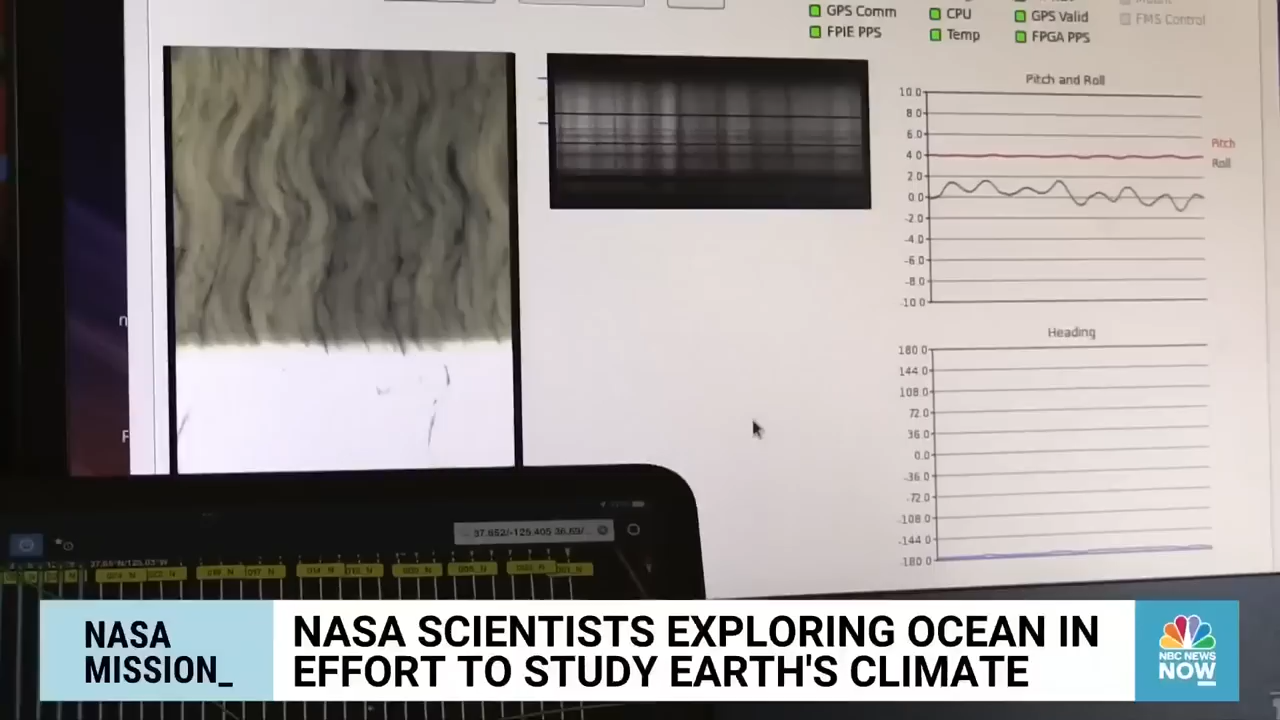 GPS Comm
CPU
GPS Valid
FMS Control
FPIE PPS
Temp
FPGA PPS
Pitch and Roll
10.0
8.0
6.0
4.0
2.0
0.0
-2.0
-4.0
-6.0
-8.0
-10.0
Pitch
Roll
Heading
180.0
144.0
108.0
72.0
36.0
0.0
-36.0
-72.0
-108.0
-144.0
-180.0
NASA
MISSION_
NASA SCIENTISTS EXPLORING OCEAN IN
EFFORT TO STUDY EARTH'S CLIMATE
NBC NEWS
NOW